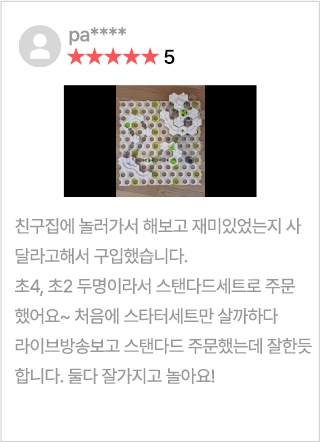 pa****
★★★★★ 5
친구집에 놀러가서 해보고 재미있었는지 사
달라고해서 구입했습니다.
초4, 초2 두명이라서 스탠다드세트로 주문
했어요~ 처음에 스타터세트만 살까하다
라이브방송보고 스탠다드 주문했는데 잘한듯
합니다. 둘다 잘가지고 놀아요!